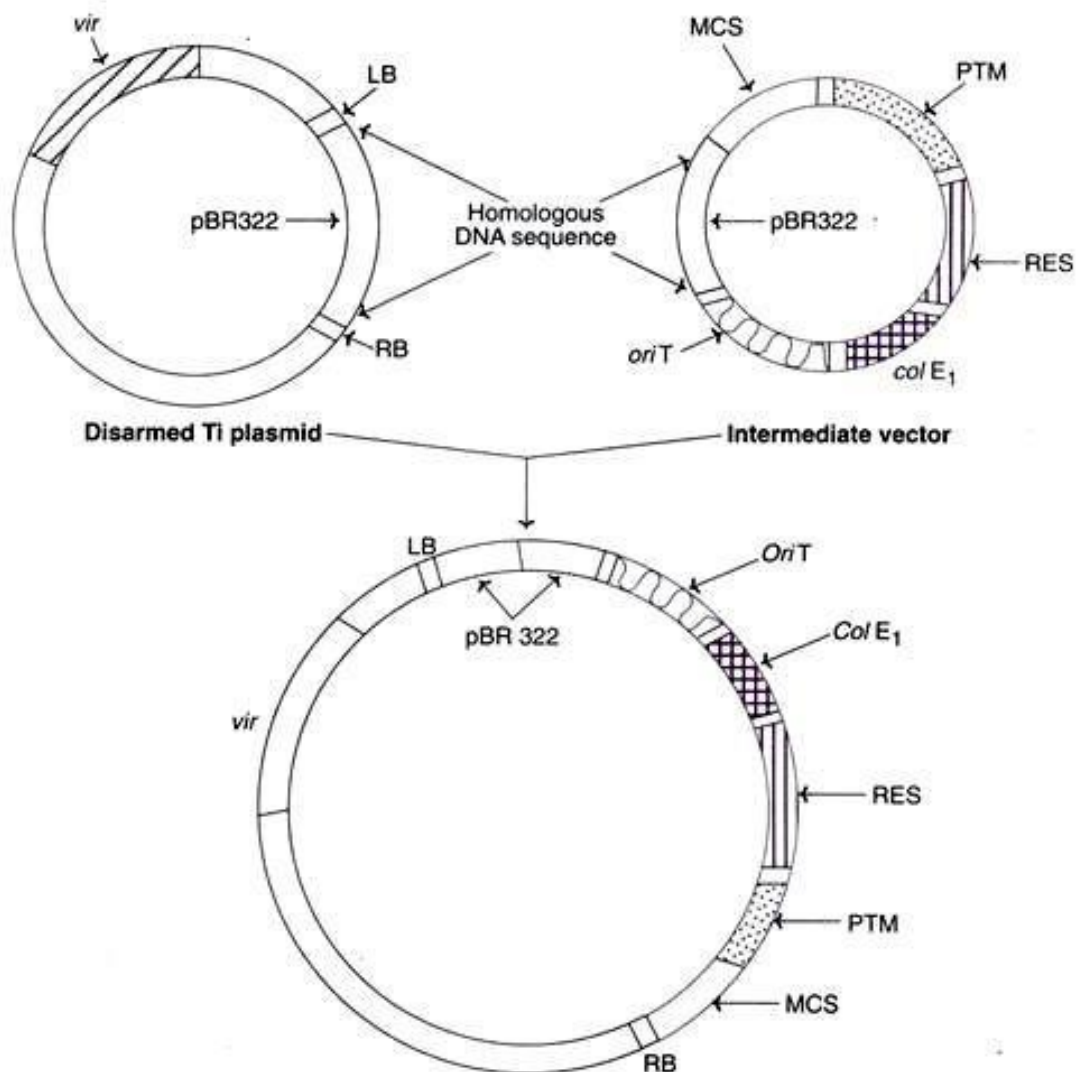 vir
LB
pBR322
RB
Homologous
DNA sequence
MCS
PTM
pBR322
RES
oriT
col E1
Disarmed Ti plasmid
Intermediate vector
LB
OriT
pBR 322
Col E1
vir
RES
PTM
MCS
RB